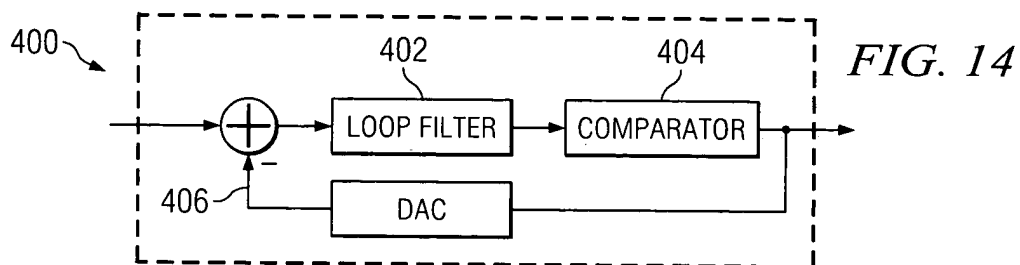 400
402
404
FIG. 14
LOOP FILTER
COMPARATOR
–
406
DAC